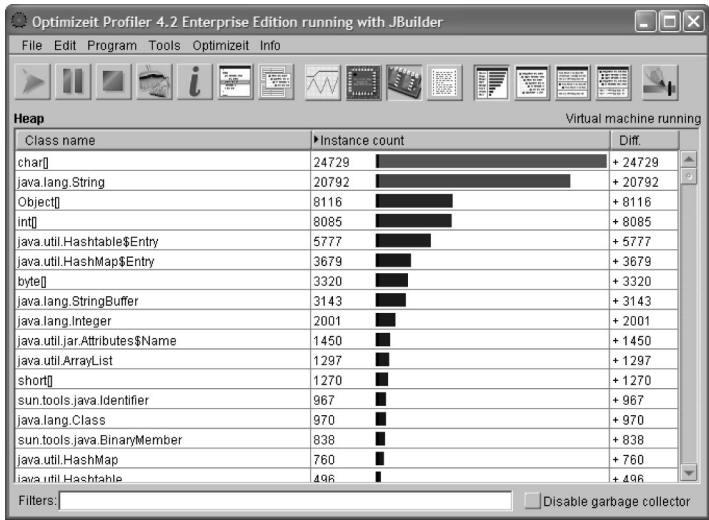 Optimizeit Profiler 4.2 Enterprise Edition running with JBuilder
File Edit Program Tools Optimizeit Info
Heap Virtual machine running
Class name Instance count Diff.
char[] 24729 + 24729
java.lang.String 20792 + 20792
Object[] 8116 + 8116
int[] 8085 + 8085
java.util.Hashtable$Entry 5777 + 5777
java.util.HashMap$Entry 3679 + 3679
byte[] 3320 + 3320
java.lang.StringBuffer 3143 + 3143
java.lang.Integer 2001 + 2001
java.util.jar.Attributes$Name 1450 + 1450
java.util.ArrayList 1297 + 1297
short[] 1270 + 1270
sun.tools.java.Identifier 967 + 967
java.lang.Class 970 + 970
sun.tools.java.BinaryMember 838 + 838
java.util.HashMap 760 + 760
java.util.Hashtable 496 + 496
Filters: Disable garbage collector